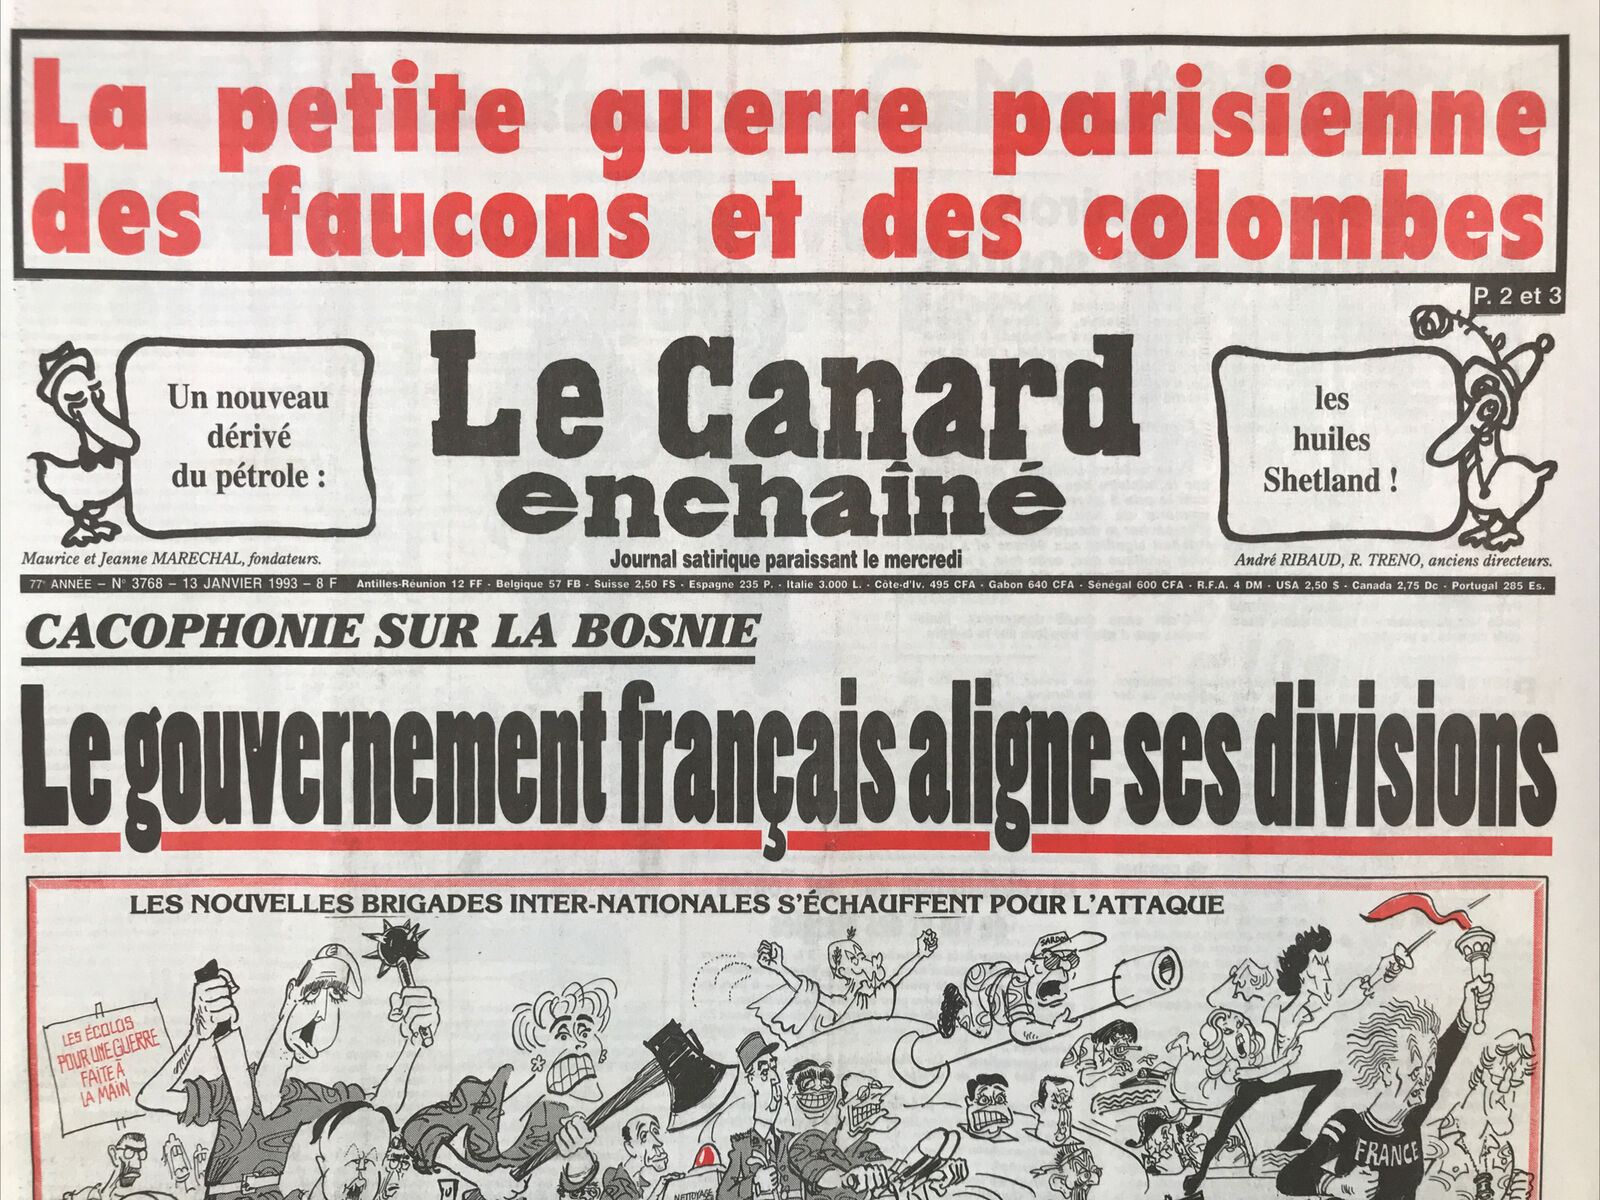 La petite guerre parisienne
des faucons et des colombes
P. 2 et 3
Un nouveau
dérivé
du pétrole :
Le Canard
enchaîné
les
huiles
Shetland !
Maurice et Jeanne MARECHAL, fondateurs.
Journal satirique paraissant le mercredi
André RIBAUD, R. TRENO, anciens directeurs.
77e ANNÉE – N° 3768 – 13 JANVIER 1993 – 8 F Antilles-Réunion 12 FF · Belgique 57 FB · Suisse 2,50 FS · Espagne 235 P. · Italie 3.000 L. · Côte-d'Iv. 495 CFA · Gabon 640 CFA · Sénégal 600 CFA · R.F.A. 4 DM · USA 2,50 $ · Canada 2,75 Dc · Portugal 285 Es.
CACOPHONIE SUR LA BOSNIE
Le gouvernement français aligne ses divisions
LES NOUVELLES BRIGADES INTER-NATIONALES S'ÉCHAUFFENT POUR L'ATTAQUE
LES ÉCOLOS
POUR UNE GUERRE
FAITE À
LA MAIN
SARDOU
FRANCE
NETTOYAGE